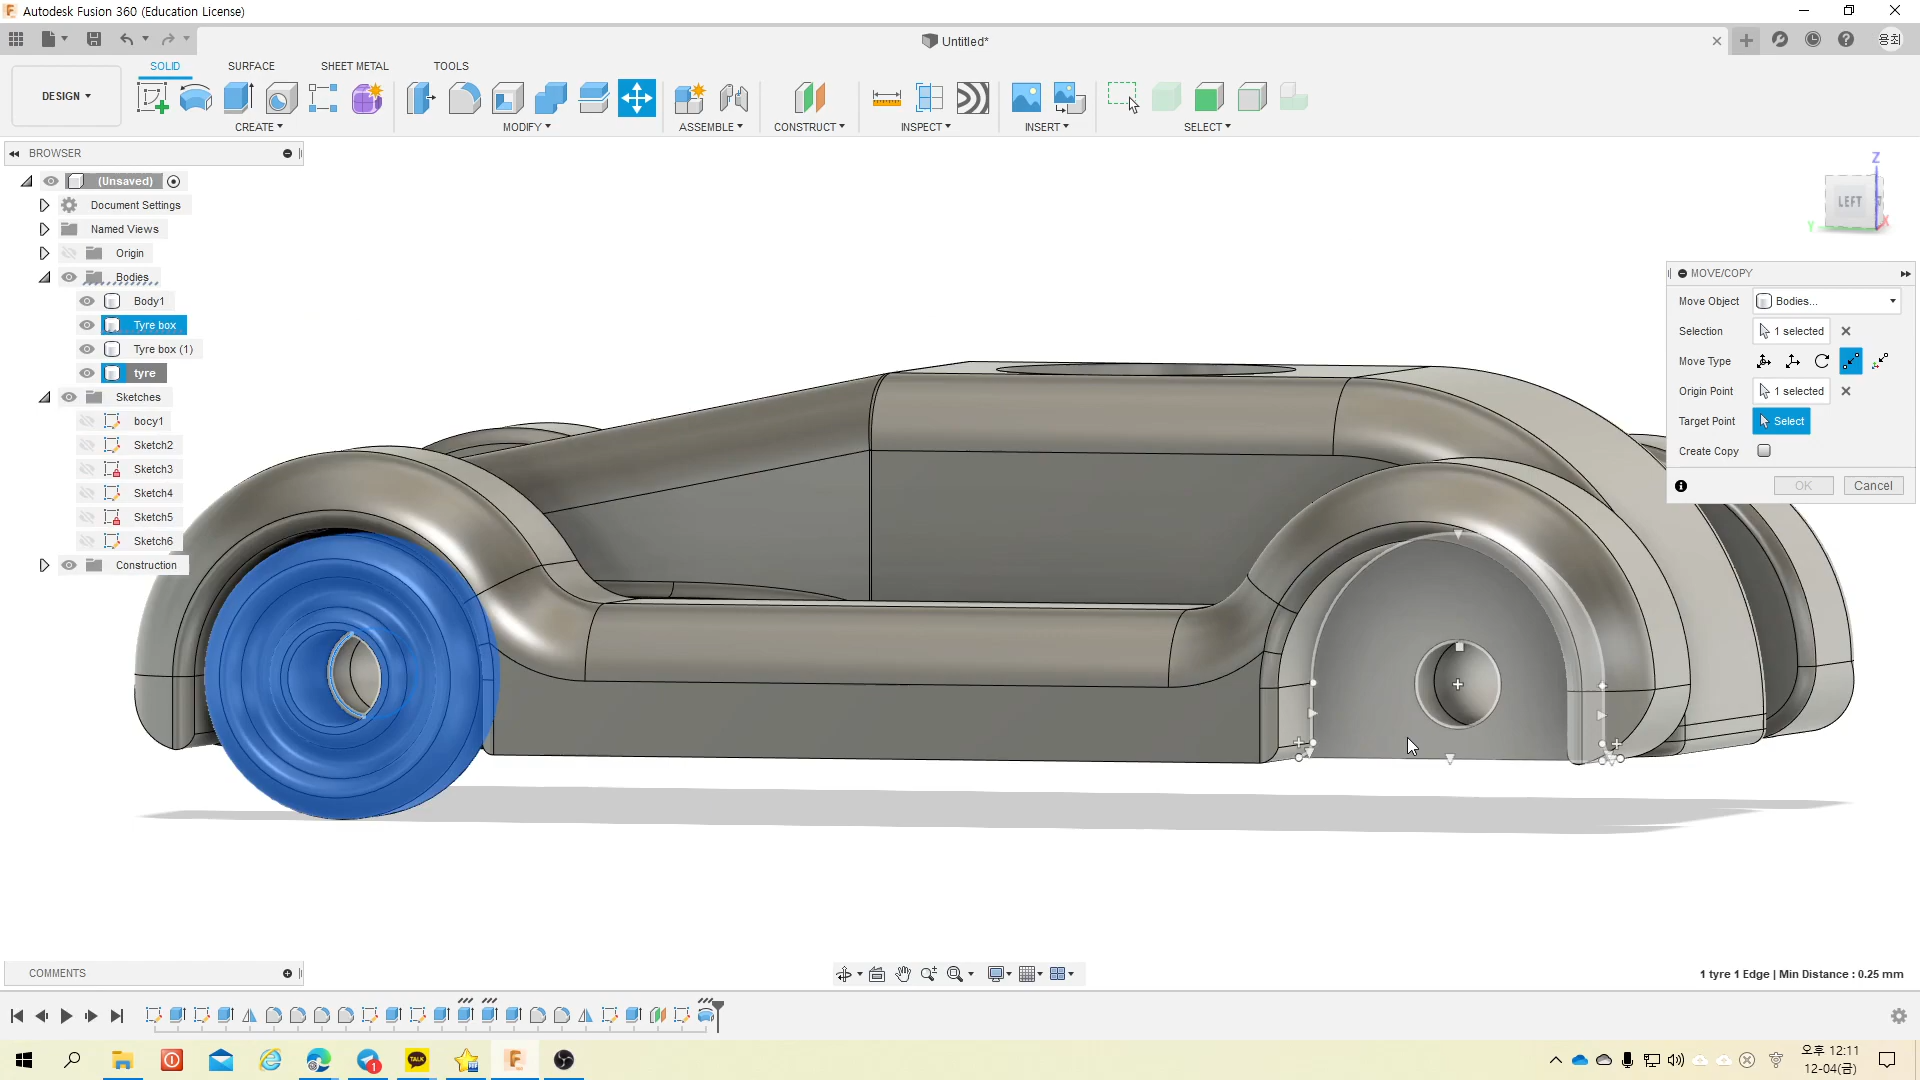 Autodesk Fusion 360 (Education License)
Untitled*
용최
DESIGN
SOLID
SURFACE
SHEET METAL
TOOLS
CREATE
MODIFY
ASSEMBLE
CONSTRUCT
INSPECT
INSERT
SELECT
BROWSER
(Unsaved)
Document Settings
Named Views
Origin
Bodies
Body1
Tyre box
Tyre box (1)
tyre
Sketches
bocy1
Sketch2
Sketch3
Sketch4
Sketch5
Sketch6
Construction
Z
LEFT
Y
X
MOVE/COPY
Move Object
Bodies...
Selection
1 selected
Move Type
Origin Point
1 selected
Target Point
Select
Create Copy
OK
Cancel
COMMENTS
1 tyre 1 Edge | Min Distance : 0.25 mm
TALK
1
오후 12:11
12-04(금)